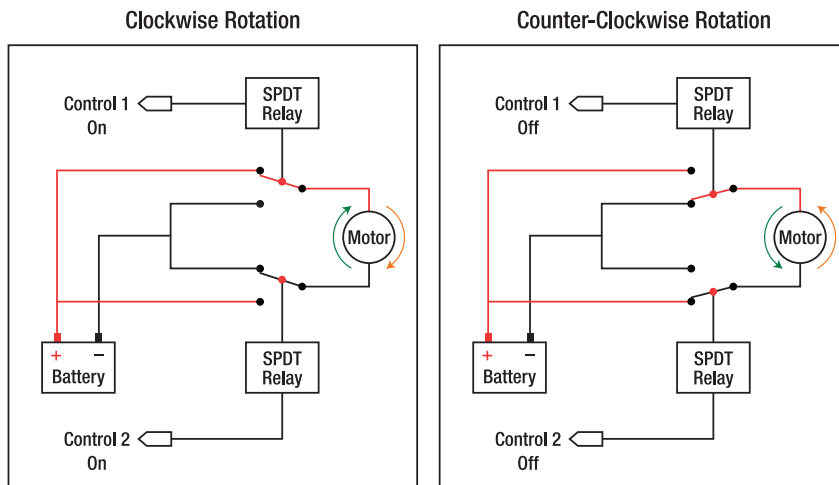 Clockwise Rotation
Control 1
On
SPDT
Relay
Motor
+ −
Battery
SPDT
Relay
Control 2
On
Counter-Clockwise Rotation
Control 1
Off
SPDT
Relay
Motor
+ −
Battery
SPDT
Relay
Control 2
Off